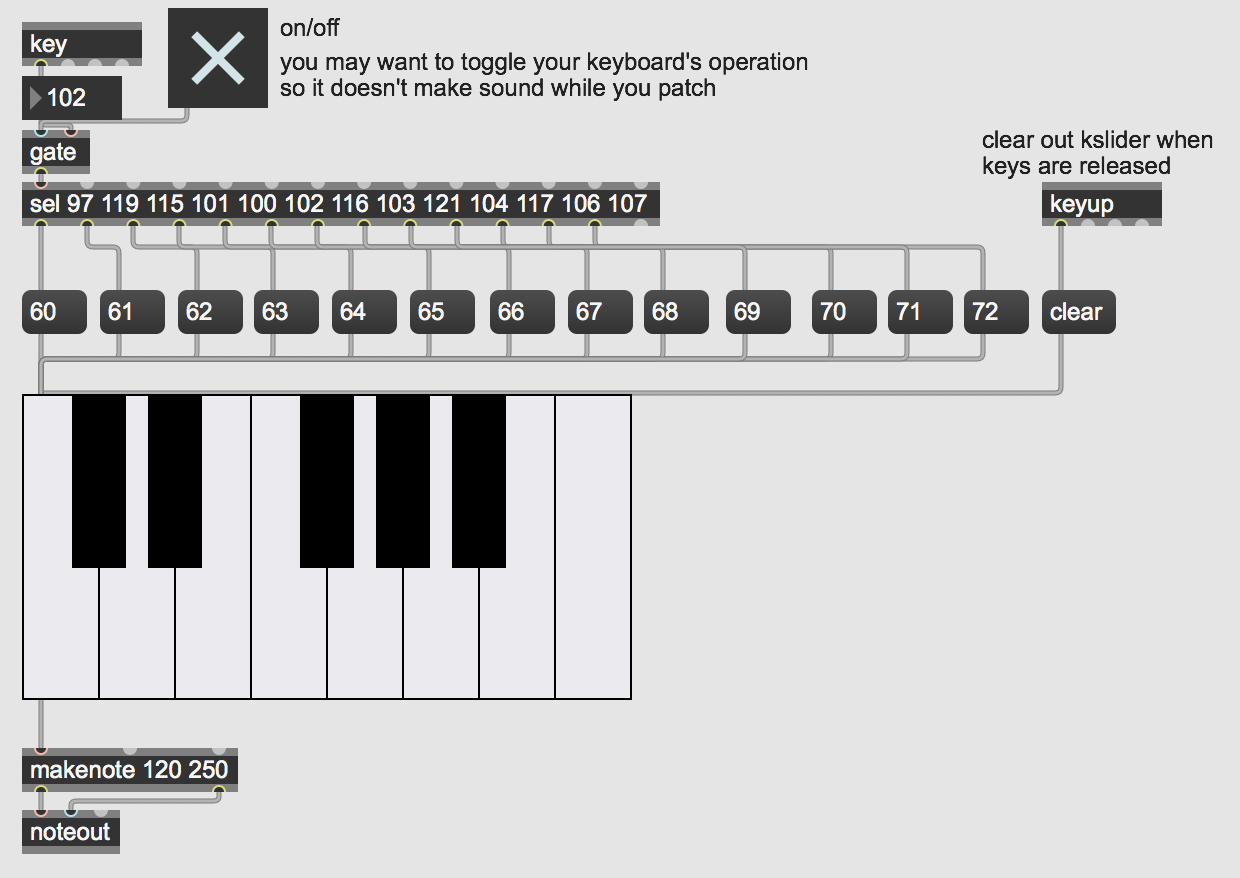 key
on/off
you may want to toggle your keyboard's operation
so it doesn't make sound while you patch
102
gate
clear out kslider when
keys are released
sel 97 119 115 101 100 102 116 103 121 104 117 106 107
keyup
60
61
62
63
64
65
66
67
68
69
70
71
72
clear
makenote 120 250
noteout